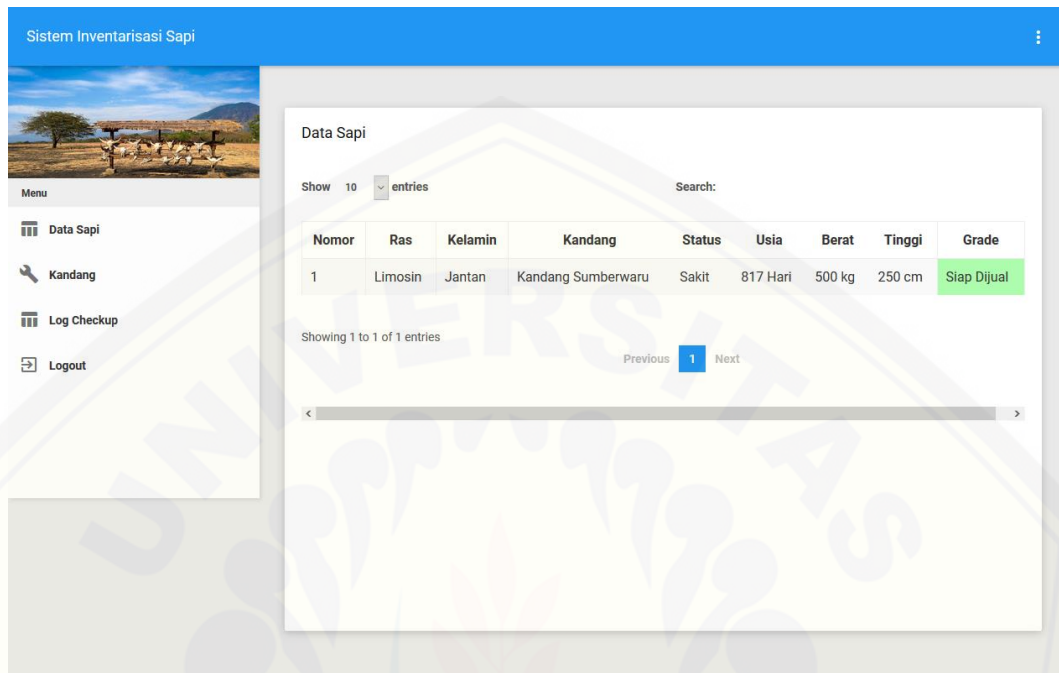 Sistem Inventarisasi Sapi
Menu
Data Sapi
Kandang
Log Checkup
Logout
Data Sapi
Show 10 entries Search:
Nomor Ras Kelamin Kandang Status Usia Berat Tinggi Grade
1 Limosin Jantan Kandang Sumberwaru Sakit 817 Hari 500 kg 250 cm Siap Dijual
Showing 1 to 1 of 1 entries
Previous 1 Next
UNIVERSITAS